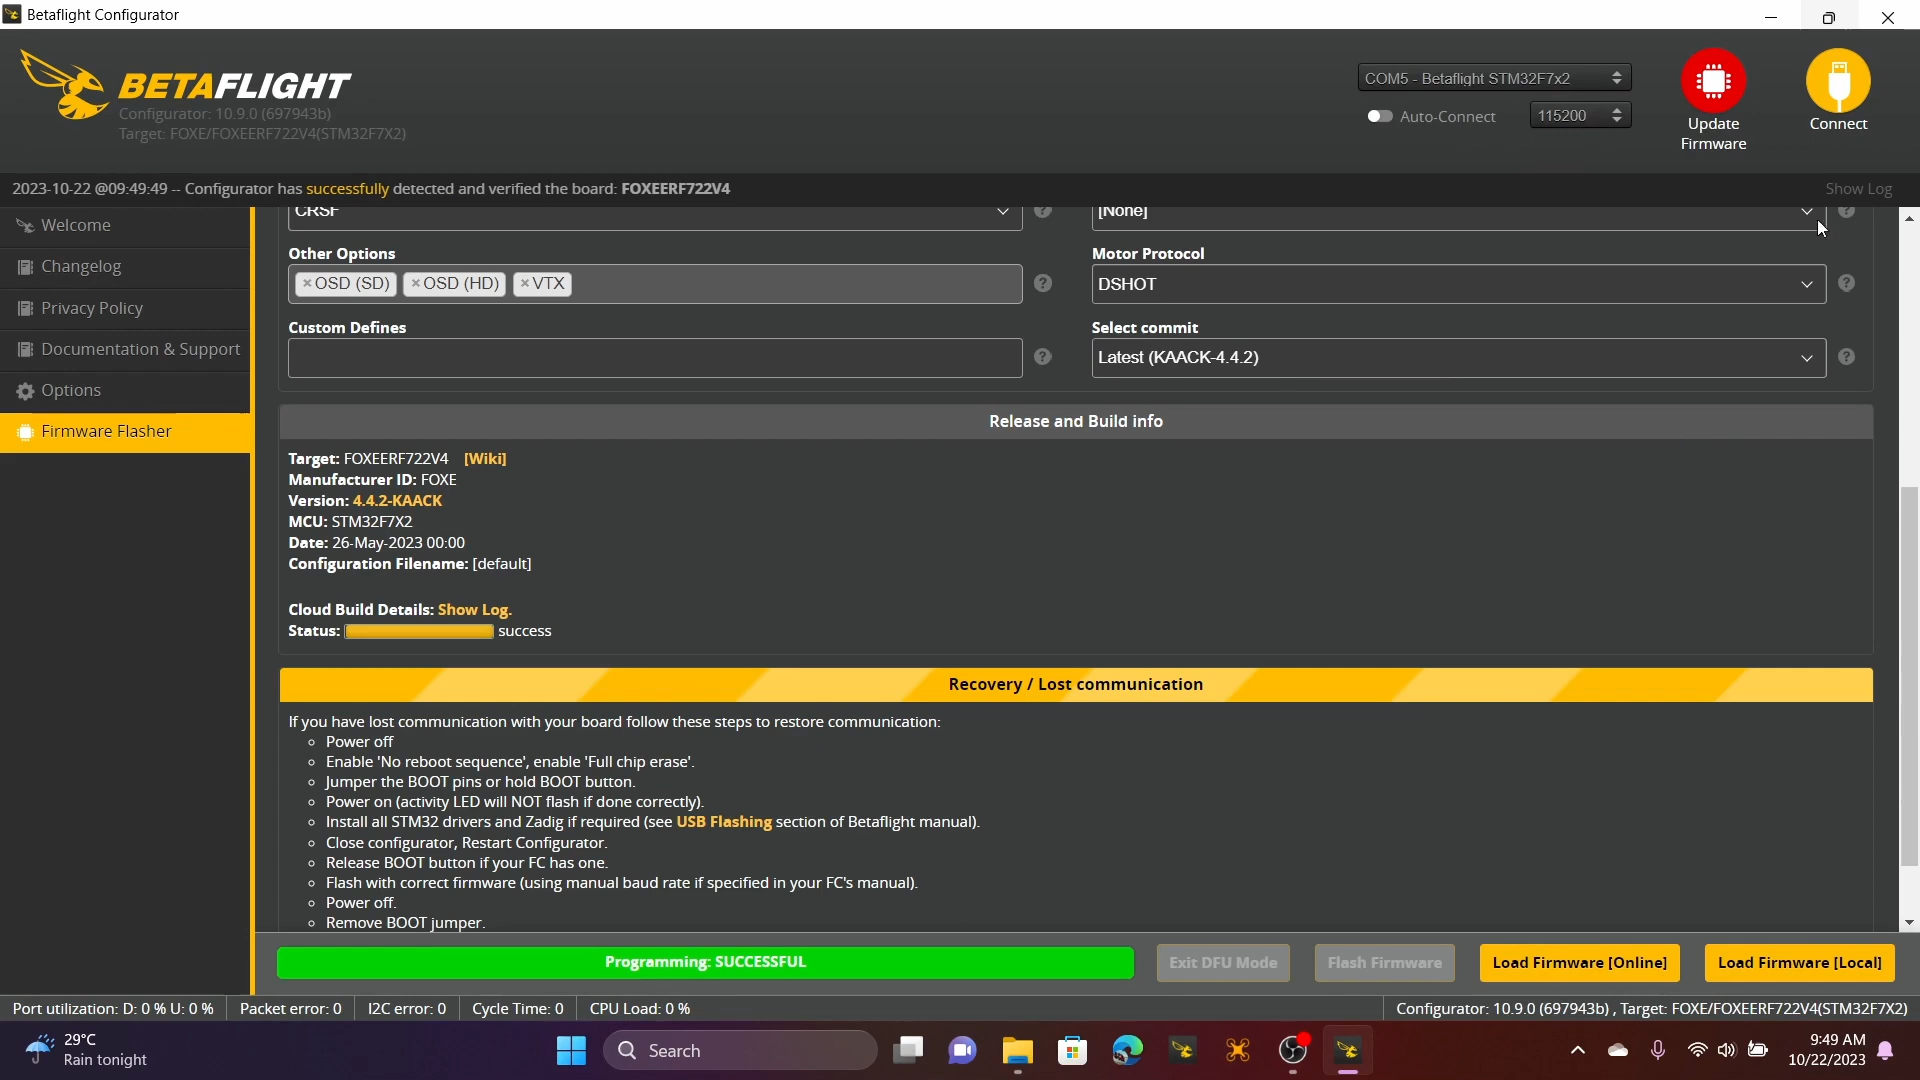 Betaflight Configurator
BETAFLIGHT
Configurator: 10.9.0 (697943b)
Target: FOXE/FOXEERF722V4(STM32F7X2)
COM5 - Betaflight STM32F7x2
Auto-Connect
115200
Update
Firmware
Connect
2023-10-22 @09:49:49 -- Configurator has successfully detected and verified the board: FOXEERF722V4
Show Log
Welcome
Changelog
Privacy Policy
Documentation & Support
Options
Firmware Flasher
CRSF
[None]
Other Options
Motor Protocol
×OSD (SD) ×OSD (HD) ×VTX
DSHOT
Custom Defines
Select commit
Latest (KAACK-4.4.2)
Release and Build info
Target: FOXEERF722V4 [Wiki]
Manufacturer ID: FOXE
Version: 4.4.2-KAACK
MCU: STM32F7X2
Date: 26-May-2023 00:00
Configuration Filename: [default]
Cloud Build Details: Show Log.
Status: success
Recovery / Lost communication
If you have lost communication with your board follow these steps to restore communication:
Power off
Enable 'No reboot sequence', enable 'Full chip erase'.
Jumper the BOOT pins or hold BOOT button.
Power on (activity LED will NOT flash if done correctly).
Install all STM32 drivers and Zadig if required (see USB Flashing section of Betaflight manual).
Close configurator, Restart Configurator.
Release BOOT button if your FC has one.
Flash with correct firmware (using manual baud rate if specified in your FC's manual).
Power off.
Remove BOOT jumper.
Programming: SUCCESSFUL
Exit DFU Mode
Flash Firmware
Load Firmware [Online]
Load Firmware [Local]
Port utilization: D: 0 % U: 0 %
Packet error: 0
I2C error: 0
Cycle Time: 0
CPU Load: 0 %
Configurator: 10.9.0 (697943b) , Target: FOXE/FOXEERF722V4(STM32F7X2)
29°C
Rain tonight
Search
9:49 AM
10/22/2023